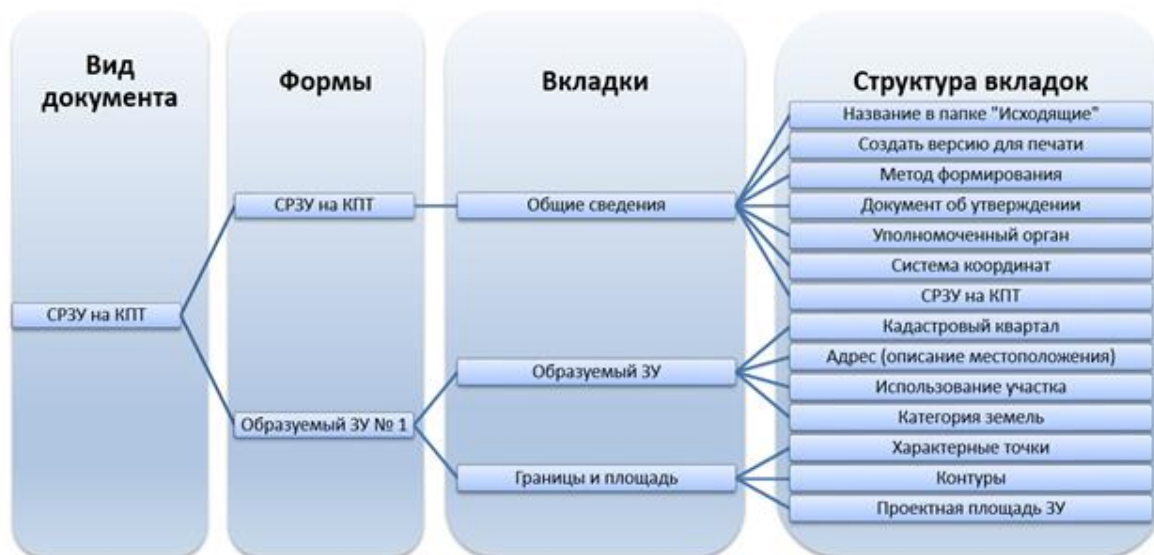 Вид
документа
Формы
Вкладки
Структура вкладок
СРЗУ на КПТ
СРЗУ на КПТ
Образуемый ЗУ № 1
Общие сведения
Образуемый ЗУ
Границы и площадь
Название в папке "Исходящие"
Создать версию для печати
Метод формирования
Документ об утверждении
Уполномоченный орган
Система координат
СРЗУ на КПТ
Кадастровый квартал
Адрес (описание местоположения)
Использование участка
Категория земель
Характерные точки
Контуры
Проектная площадь ЗУ